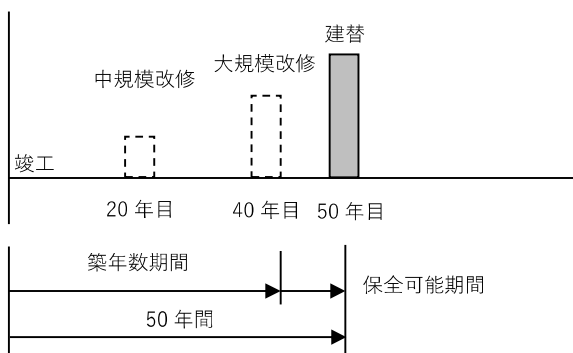 建替
大規模改修
中規模改修
竣工
20 年目
40 年目
50 年目
築年数期間
保全可能期間
50 年間